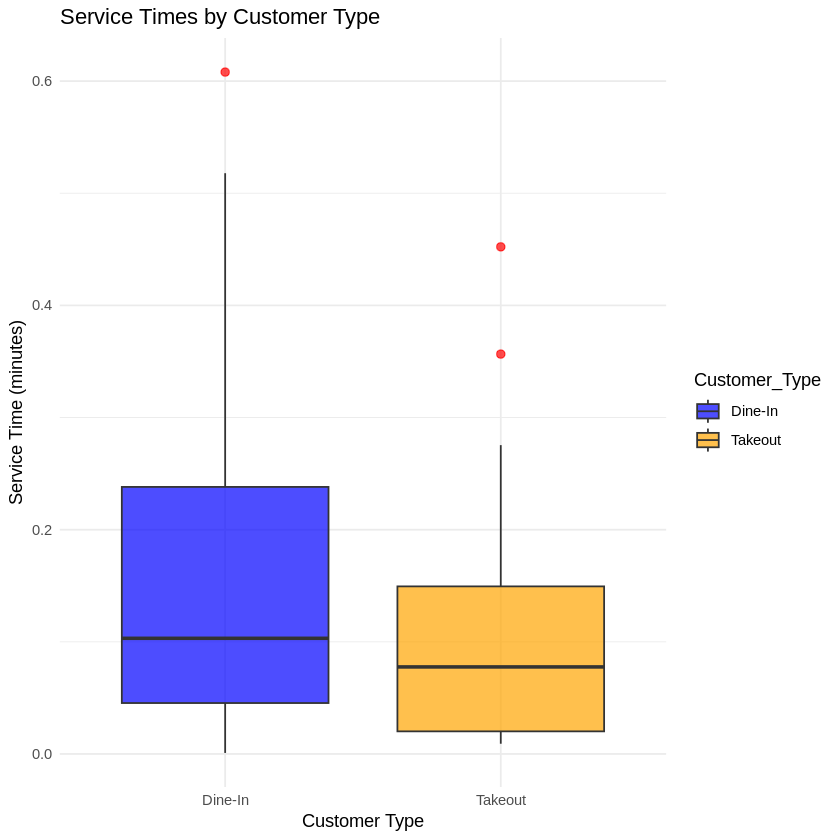 Service Times by Customer Type
0.6
0.4
0.2
0.0
Service Time (minutes)
Dine-In Takeout
Customer Type
Customer_Type
Dine-In
Takeout